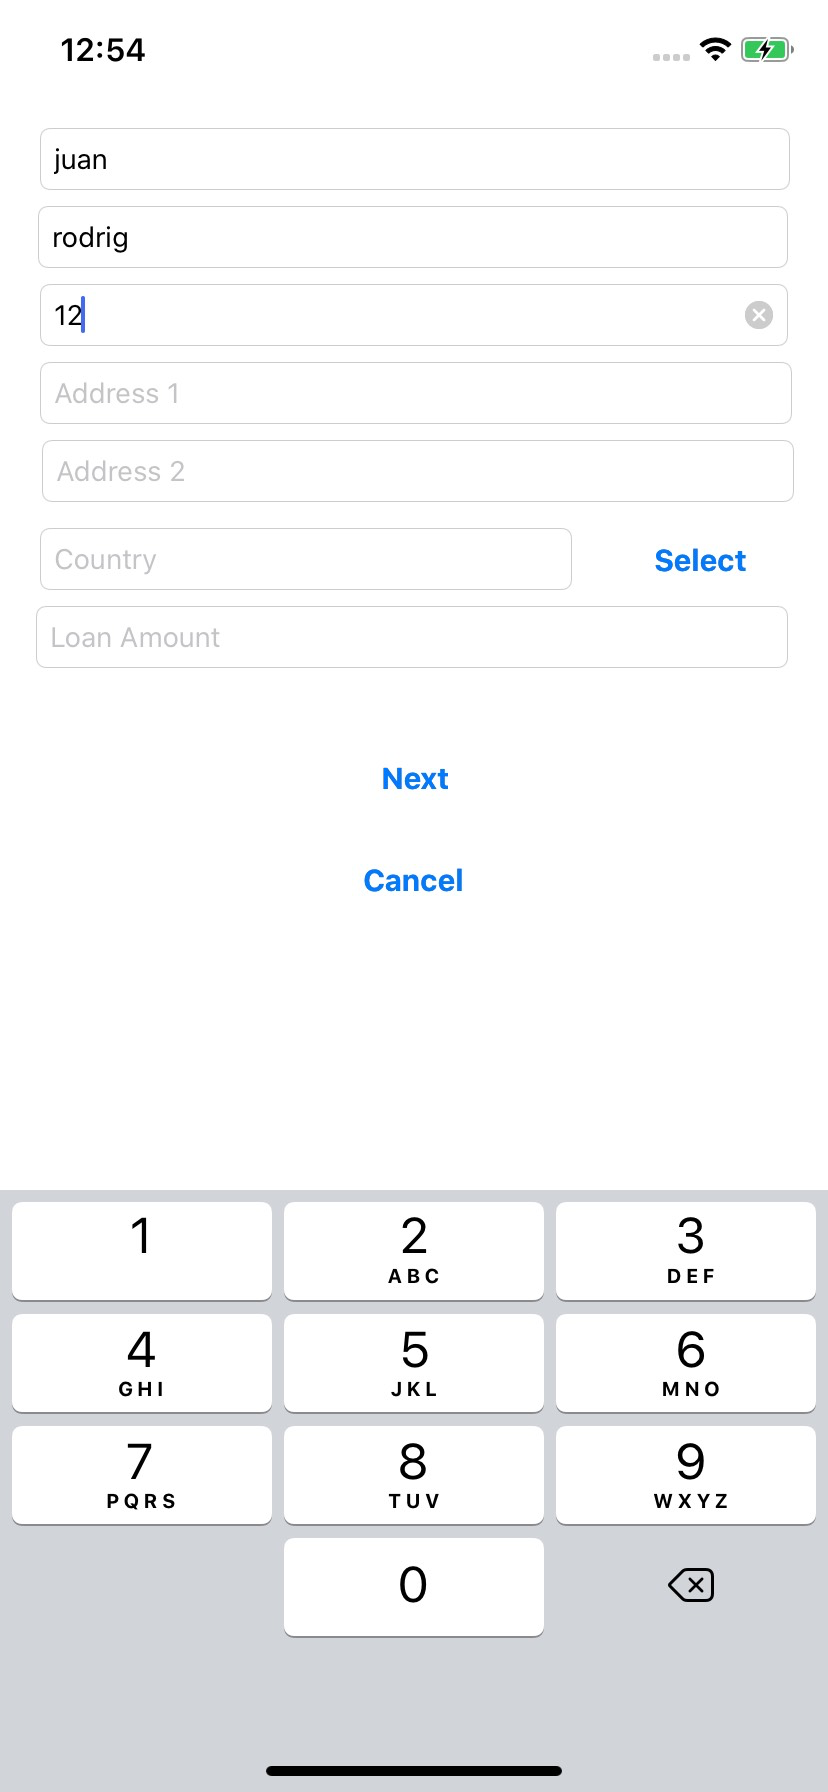 12:54
juan
rodrig
12
Address 1
Address 2
Country Select
Loan Amount
Next
Cancel
1 2 3
ABC DEF
4 5 6
GHI JKL MNO
7 8 9
PQRS TUV WXYZ
0